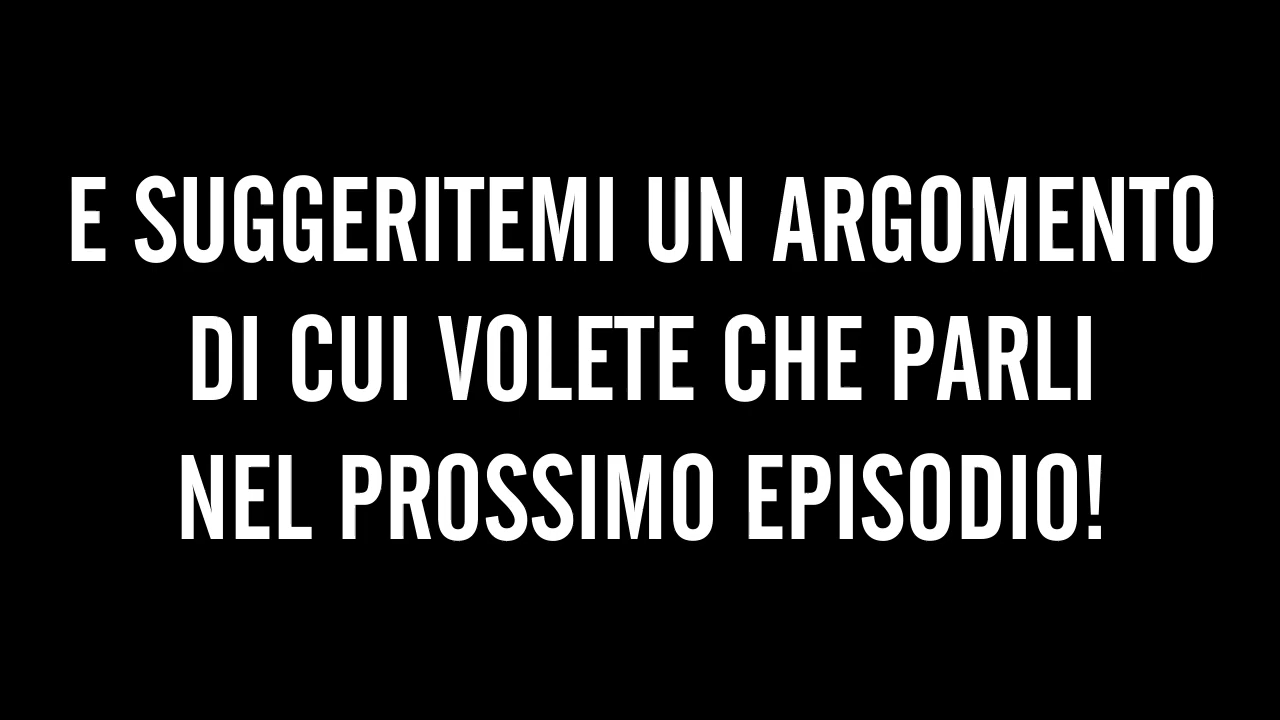 E SUGGERITEMI UN ARGOMENTO
DI CUI VOLETE CHE PARLI
NEL PROSSIMO EPISODIO!